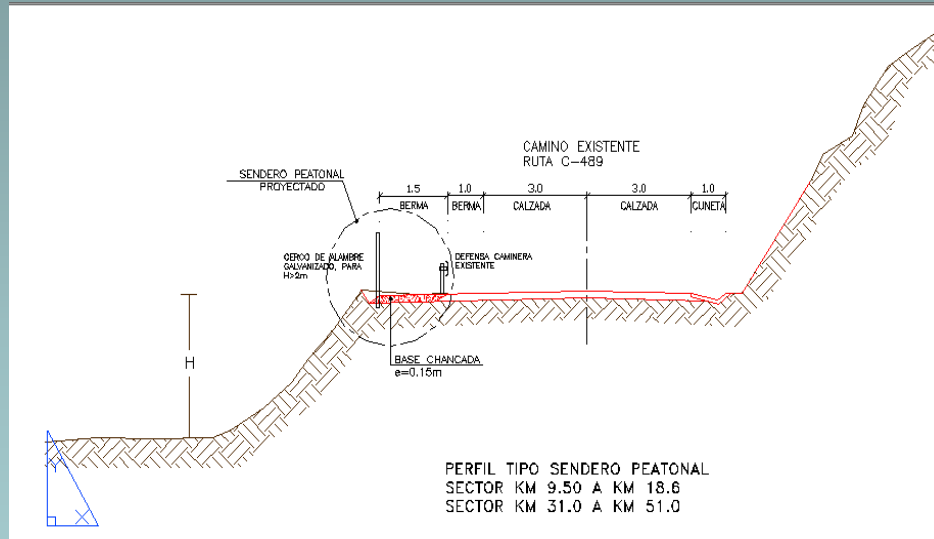 CAMINO EXISTENTE
RUTA C-489
SENDERO PEATONAL
PROYECTADO
1.5 1.0 3.0 3.0 1.0
BERMA BERMA CALZADA CALZADA CUNETA
CERCO DE ALAMBRE
GALVANIZADO, PARA
H>2m
DEFENSA CAMINERA
EXISTENTE
H
BASE CHANCADA
e=0.15m
Y
X
PERFIL TIPO SENDERO PEATONAL
SECTOR KM 9.50 A KM 18.6
SECTOR KM 31.0 A KM 51.0